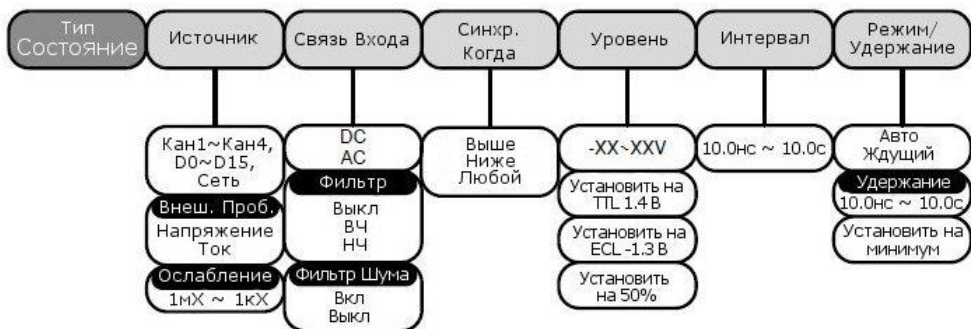 Тип
Состояние
Источник
Связь Входа
Синхр.
Когда
Уровень
Интервал
Режим/
Удержание
Кан1~Кан4,
D0~D15,
Сеть
Внеш. Проб.
Напряжение
Ток
Ослабление
1мX ~ 1кX
DC
AC
Фильтр
Выкл
ВЧ
НЧ
Фильтр Шума
Вкл
Выкл
Выше
Ниже
Любой
-XX~XXV
Установить на
TTL 1.4 В
Установить на
ECL -1.3 В
Установить
на 50%
10.0нс ~ 10.0с
Авто
Ждущий
Удержание
10.0нс ~ 10.0с
Установить на
минимум